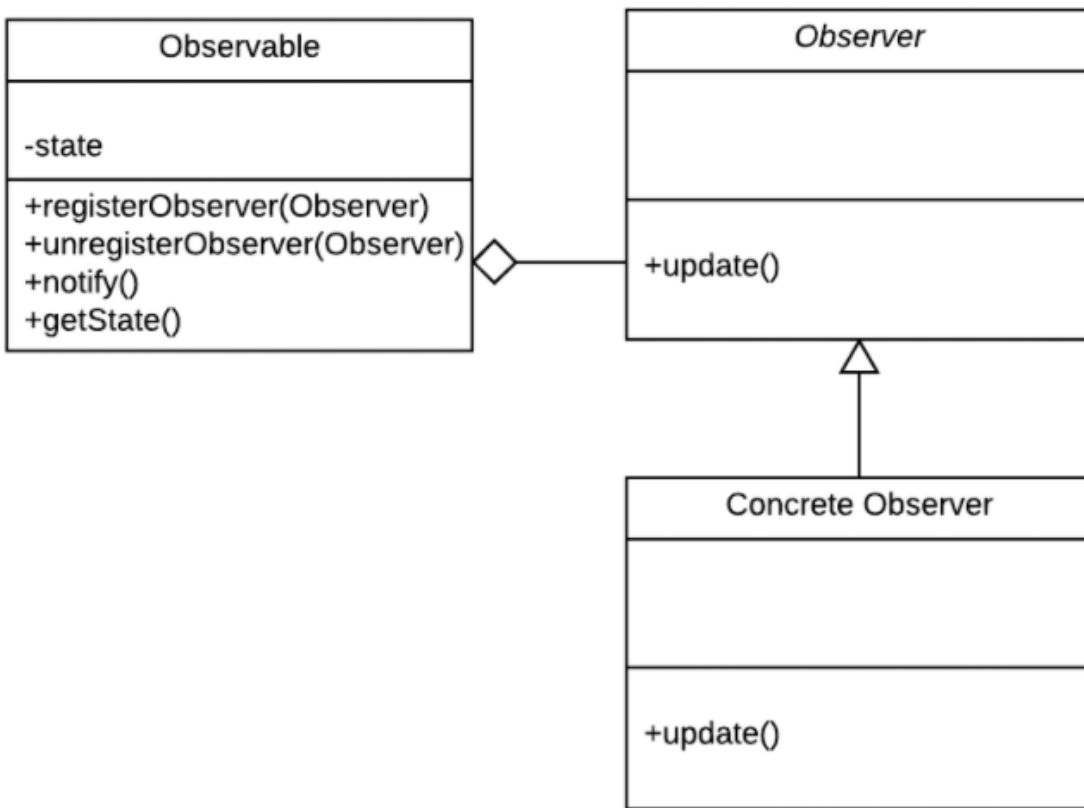 Observable
-state
+registerObserver(Observer)
+unregisterObserver(Observer)
+notify()
+getState()
Observer
+update()
Concrete Observer
+update()